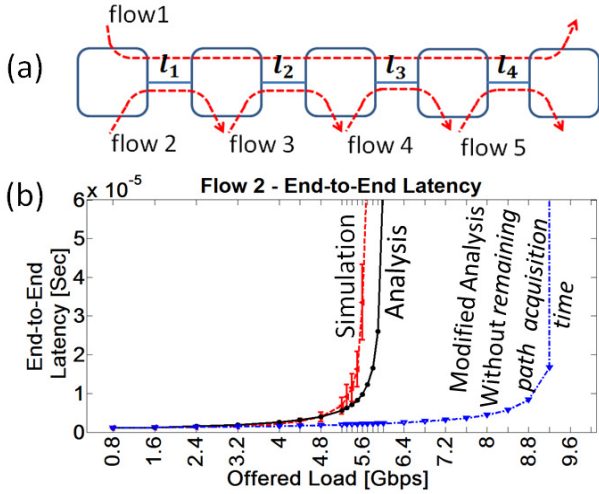 flow1
(a)
l₁ l₂ l₃ l₄
flow 2 flow 3 flow 4 flow 5
(b)
Flow 2 - End-to-End Latency
6 x 10⁻⁵
5
4
3
2
1
0
End-to-End
Latency [Sec]
Simulation
Analysis
Modified Analysis
Without remaining
path acquisition
time
0.8 1.6 2.4 3.2 4 4.8 5.6 6.4 7.2 8 8.8 9.6
Offered Load [Gbps]